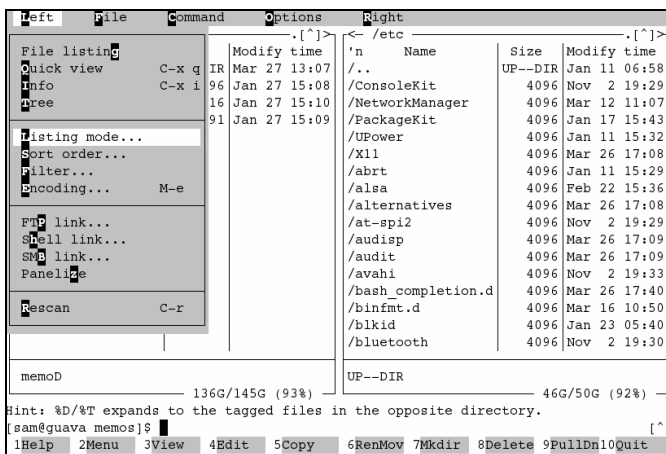 Left File Command Options Right
.[^]> <- /etc .[^]>
File listing Modify time 'n Name Size Modify time
Quick view C-x q IR Mar 27 13:07 /.. UP--DIR Jan 11 06:58
Info C-x i 96 Jan 27 15:08 /ConsoleKit 4096 Nov 2 19:29
Tree 16 Jan 27 15:10 /NetworkManager 4096 Mar 12 11:07
91 Jan 27 15:09 /PackageKit 4096 Jan 17 15:43
Listing mode... /UPower 4096 Jan 11 15:32
Sort order... /X11 4096 Mar 26 17:08
Filter... /abrt 4096 Jan 11 15:29
Encoding... M-e /alsa 4096 Feb 22 15:36
/alternatives 4096 Mar 26 17:08
FTP link... /at-spi2 4096 Nov 2 19:29
Shell link... /audisp 4096 Mar 26 17:09
SMB link... /audit 4096 Mar 26 17:09
Panelize /avahi 4096 Nov 2 19:33
/bash_completion.d 4096 Mar 26 17:40
Rescan C-r /binfmt.d 4096 Mar 16 10:50
/blkid 4096 Jan 23 05:40
/bluetooth 4096 Nov 2 19:30
memoD UP--DIR
136G/145G (93%) 46G/50G (92%)
Hint: %D/%T expands to the tagged files in the opposite directory.
[sam@guava memos]$ [^
1Help 2Menu 3View 4Edit 5Copy 6RenMov 7Mkdir 8Delete 9PullDn 10Quit